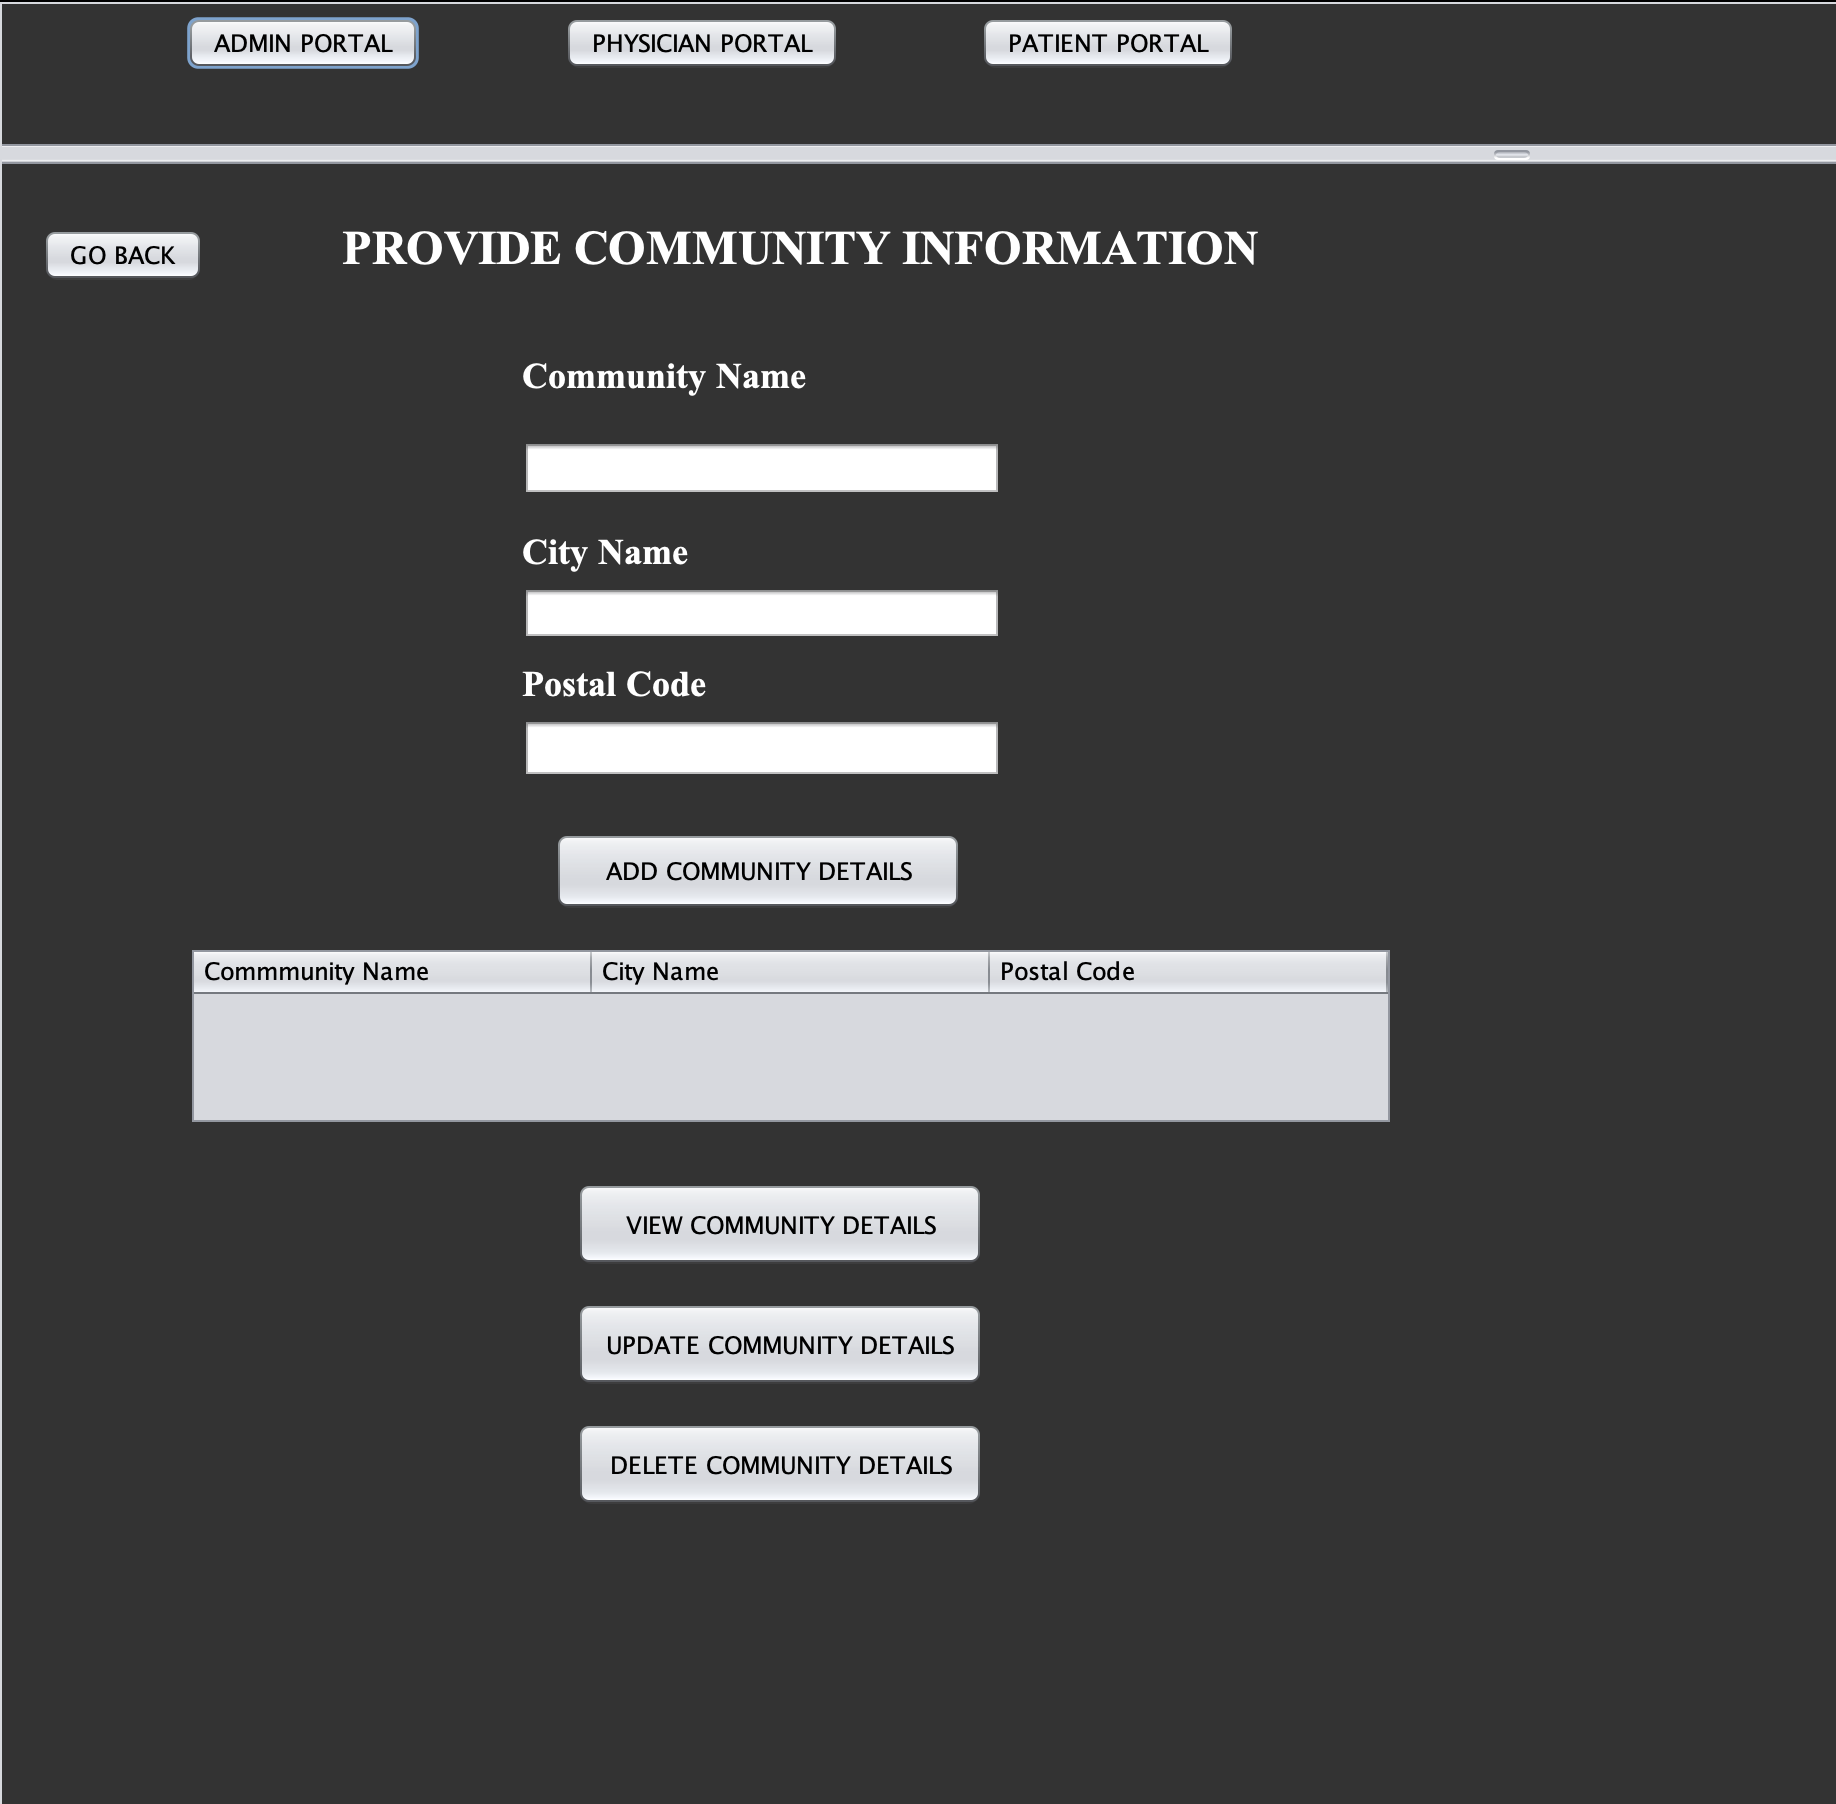 ADMIN PORTAL PHYSICIAN PORTAL PATIENT PORTAL
GO BACK PROVIDE COMMUNITY INFORMATION
Community Name
City Name
Postal Code
ADD COMMUNITY DETAILS
Commmunity Name City Name Postal Code
VIEW COMMUNITY DETAILS
UPDATE COMMUNITY DETAILS
DELETE COMMUNITY DETAILS